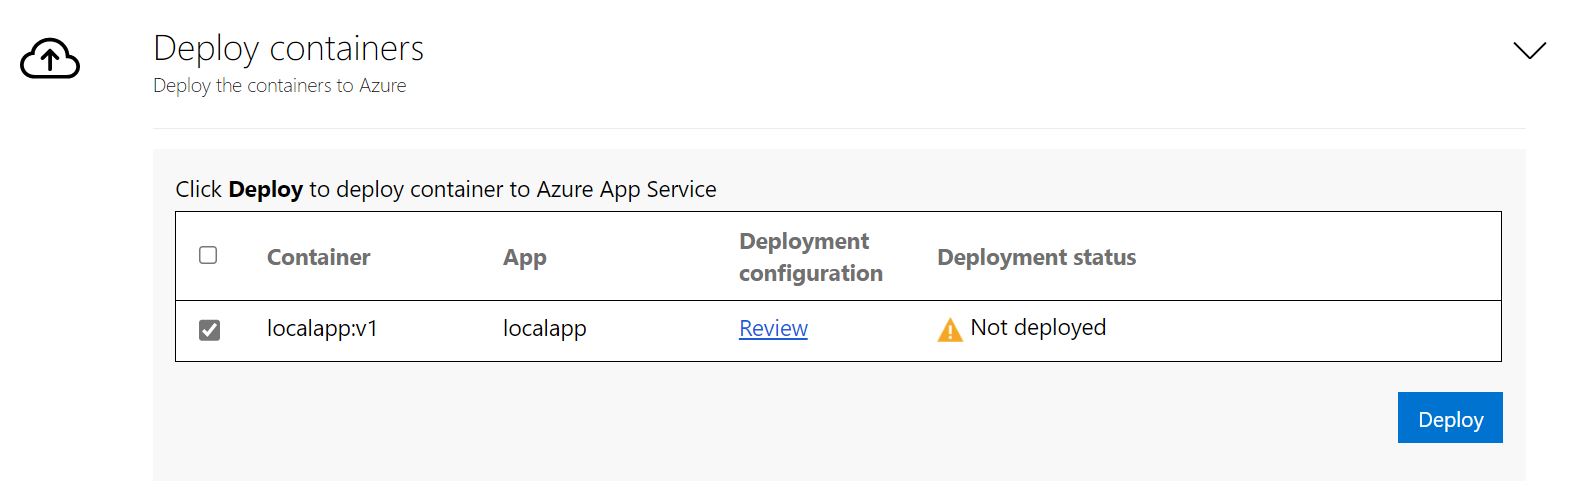 Deploy containers
Deploy the containers to Azure
Click Deploy to deploy container to Azure App Service
Container App Deployment configuration Deployment status
localapp:v1 localapp Review Not deployed
Deploy